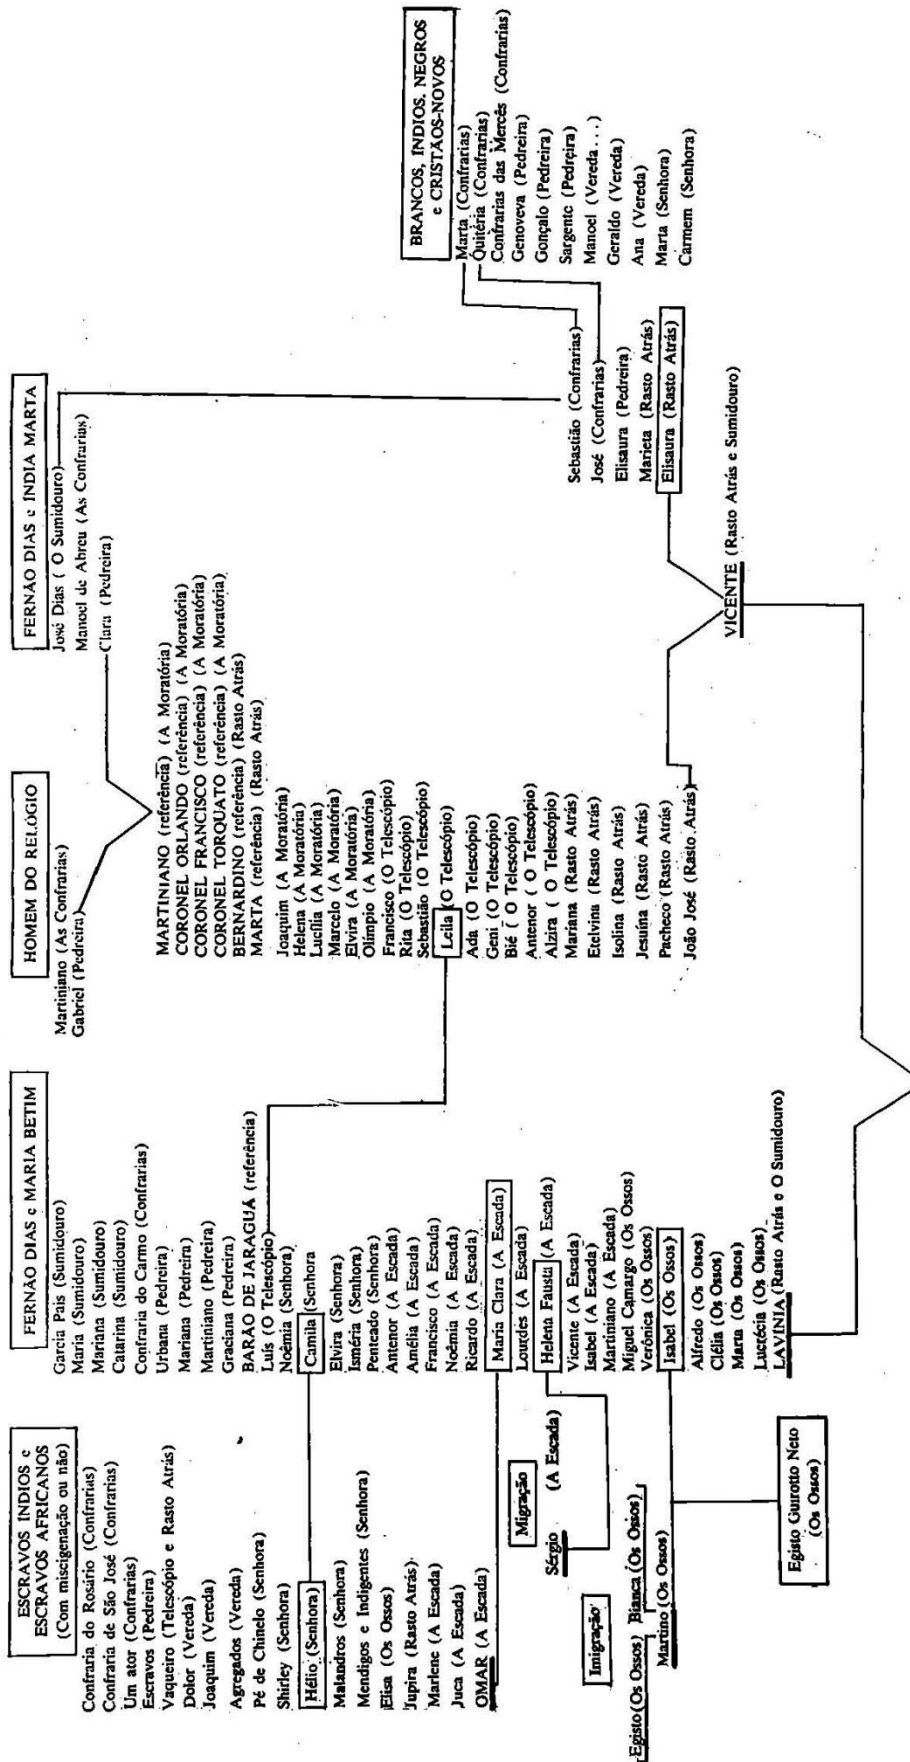 ESCRAVOS INDIOS e
ESCRAVOS AFRICANOS
(Com miscigenação ou não)
Confraria do Rosário (Confrarias)
Confraria de São José (Confrarias)
Um ator (Confrarias)
Escravos (Pedreira)
Vaqueiro (Telescópio e Rasto Atrás)
Dolor (Vereda)
Joaquim (Vereda)
Agregados (Vereda)
Pé de Chinelo (Senhora)
Shirley (Senhora)
Hélio (Senhora)
Malandros (Senhora)
Mendigos e Indigentes (Senhora)
Elisa (Os Ossos)
Jupira (Rasto Atrás)
Marlene (A Escada)
Juca (A Escada)
OMAR (A Escada)
Migração
Sérgio (A Escada)
Imigração
Egisto (Os Ossos) Bianca (Os Ossos)
Martino (Os Ossos)
Egisto Guirotto Neto
(Os Ossos)
FERNÃO DIAS e MARIA BETIM
Garcia Pais (Sumidouro)
Maria (Sumidouro)
Mariana (Sumidouro)
Catarina (Sumidouro)
Confraria do Carmo (Confrarias)
Urbana (Pedreira)
Mariana (Pedreira)
Martiniano (Pedreira)
Graciana (Pedreira)
BARÃO DE JARAGUÁ (referência)
Luís (O Telescópio)
Noêmia (Senhora)
Camila (Senhora
Elvira (Senhora)
Isméria (Senhora)
Penteado (Senhora)
Antenor (A Escada)
Amélia (A Escada)
Francisco (A Escada)
Noêmia (A Escada)
Ricardo (A Escada)
Maria Clara (A Escada)
Lourdes (A Escada)
Helena Fausta (A Escada)
Vicente (A Escada)
Isabel (A Escada)
Martiniano (A Escada)
Miguel Camargo (Os Ossos)
Verônica (Os Ossos)
Isabel (Os Ossos)
Alfredo (Os Ossos)
Clélia (Os Ossos)
Marta (Os Ossos)
Lucrécia (Os Ossos)
LAVÍNIA (Rasto Atrás e O Sumidouro)
HOMEM DO RELÓGIO
Martiniano (As Confrarias)
Gabriel (Pedreira)
MARTINIANO (referência) (A Moratória)
CORONEL ORLANDO (referência) (A Moratória)
CORONEL FRANCISCO (referência) (A Moratória)
CORONEL TORQUATO (referência) (A Moratória)
BERNARDINO (referência) (Rasto Atrás)
MARTA (referência) (Rasto Atrás)
Joaquim (A Moratória)
Helena (A Moratória)
Lucília (A Moratória)
Marcelo (A Moratória)
Elvira (A Moratória)
Olímpio (A Moratória)
Francisco (O Telescópio)
Rita (O Telescópio)
Sebastião (O Telescópio)
Leila (O Telescópio)
Ada (O Telescópio)
Geni (O Telescópio)
Bié ( O Telescópio)
Antenor ( O Telescópio)
Alzira ( O Telescópio)
Mariana (Rasto Atrás)
Etelvina (Rasto Atrás)
Isolina (Rasto Atrás)
Jesuína (Rasto Atrás)
Pacheco (Rasto Atrás)
João José (Rasto Atrás)
FERNÃO DIAS e INDIA MARTA
José Dias ( O Sumidouro)
Manoel de Abreu (As Confrarias)
Clara (Pedreira)
Sebastião (Confrarias)
José (Confrarias)
Elisaura (Pedreira)
Marieta (Rasto Atrás)
Elisaura (Rasto Atrás)
VICENTE (Rasto Atrás e Sumidouro)
BRANCOS, INDIOS, NEGROS
e CRISTÃOS-NOVOS
Marta (Confrarias)
Quitéria (Confrarias)
Confrarias das Mercês (Confrarias)
Genoveva (Pedreira)
Gonçalo (Pedreira)
Sargente (Pedreira)
Manoel (Vereda...)
Geraldo (Vereda)
Ana (Vereda)
Marta (Senhora)
Carmem (Senhora)